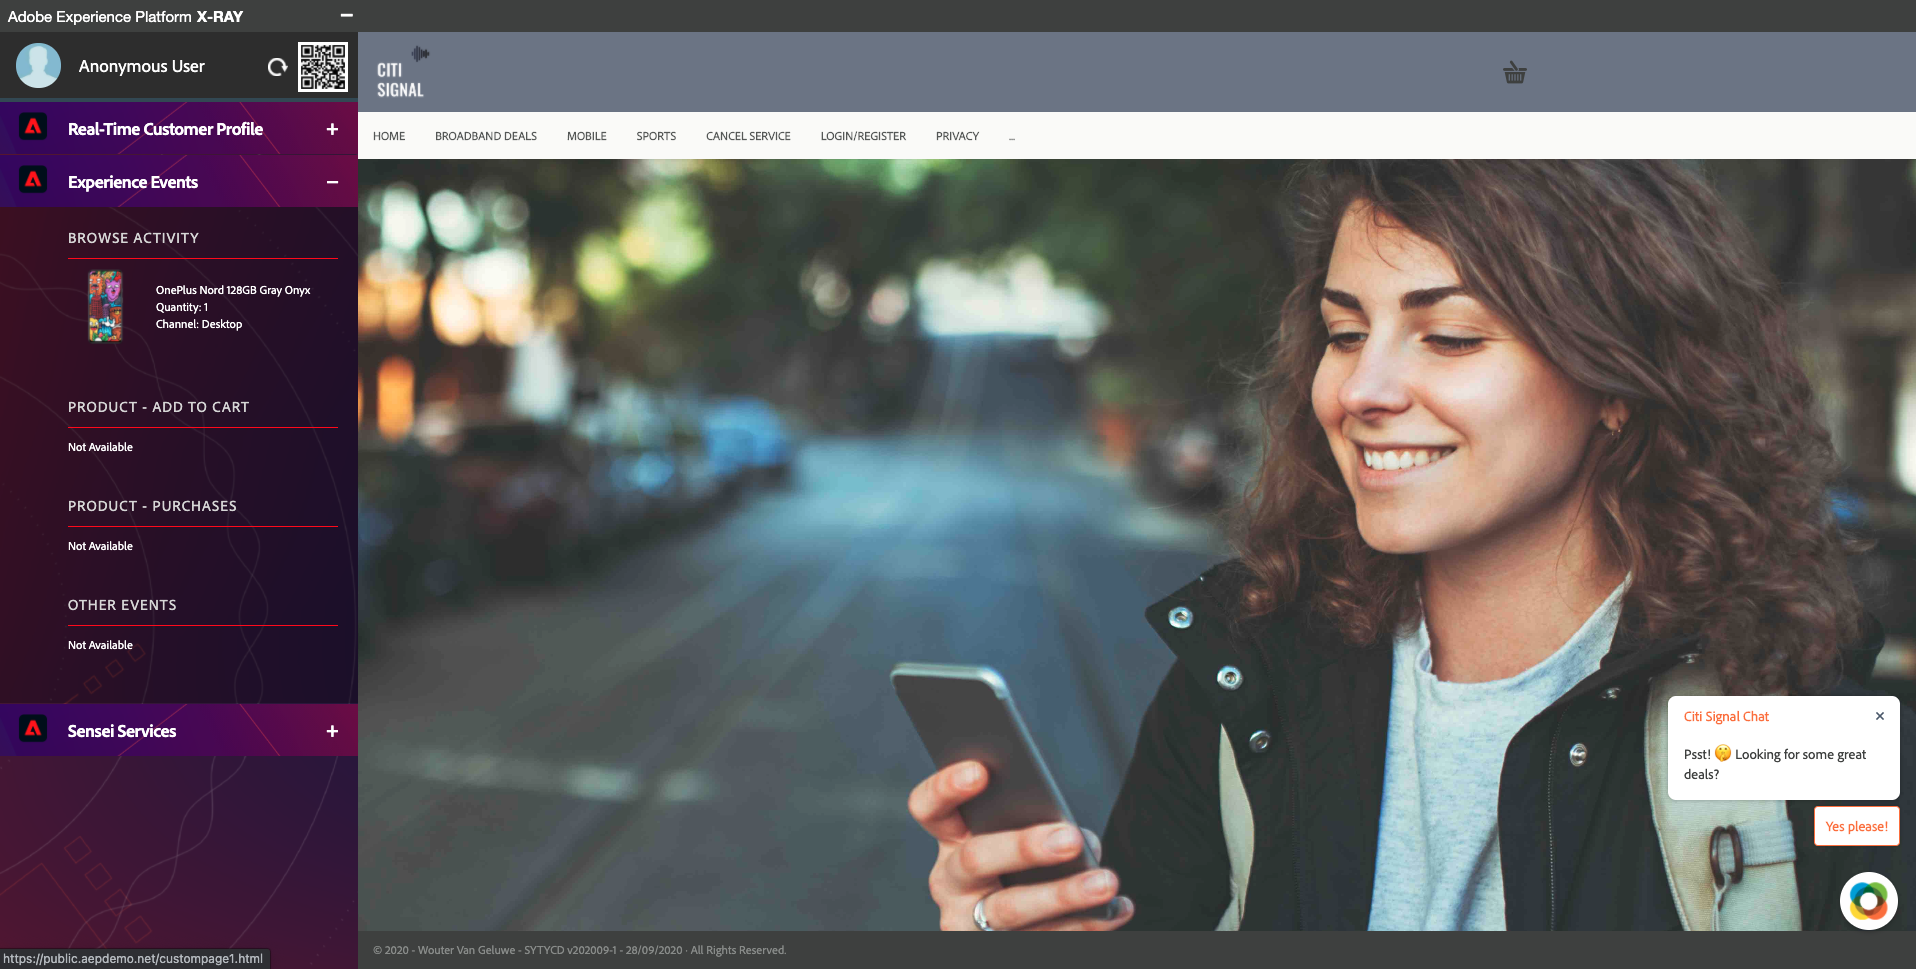 Adobe Experience Platform X-RAY
Anonymous User
Real-Time Customer Profile
Experience Events
BROWSE ACTIVITY
OnePlus Nord 128GB Gray Onyx
Quantity: 1
Channel: Desktop
PRODUCT - ADD TO CART
Not Available
PRODUCT - PURCHASES
Not Available
OTHER EVENTS
Not Available
Sensei Services
https://public.aepdemo.net/custompage1.html
CITI
SIGNAL
HOME BROADBAND DEALS MOBILE SPORTS CANCEL SERVICE LOGIN/REGISTER PRIVACY ...
Citi Signal Chat
Psst! 🤫 Looking for some great
deals?
Yes please!
© 2020 - Wouter Van Geluwe - SYTYCD v202009-1 - 28/09/2020 · All Rights Reserved.